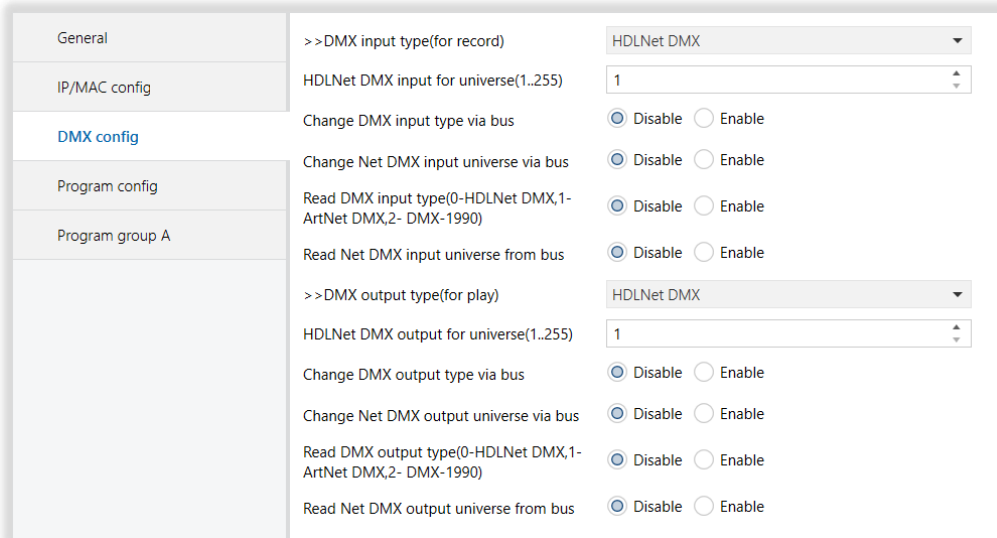 General
IP/MAC config
DMX config
Program config
Program group A
>>DMX input type(for record)
HDLNet DMX
HDLNet DMX input for universe(1..255)
1
Change DMX input type via bus
Disable Enable
Change Net DMX input universe via bus
Disable Enable
Read DMX input type(0-HDLNet DMX,1-
ArtNet DMX,2- DMX-1990)
Disable Enable
Read Net DMX input universe from bus
Disable Enable
>>DMX output type(for play)
HDLNet DMX
HDLNet DMX output for universe(1..255)
1
Change DMX output type via bus
Disable Enable
Change Net DMX output universe via bus
Disable Enable
Read DMX output type(0-HDLNet DMX,1-
ArtNet DMX,2- DMX-1990)
Disable Enable
Read Net DMX output universe from bus
Disable Enable